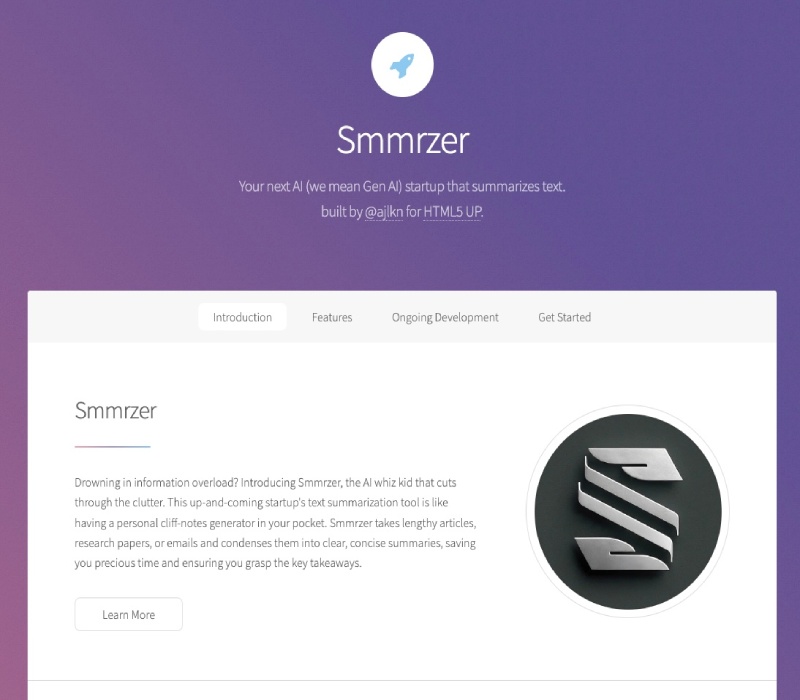 Smmrzer
Your next AI (we mean Gen AI) startup that summarizes text.
built by @ajlkn for HTML5 UP.
Introduction
Features
Ongoing Development
Get Started
Smmrzer
Drowning in information overload? Introducing Smmrzer, the AI whiz kid that cuts
through the clutter. This up-and-coming startup's text summarization tool is like
having a personal cliff-notes generator in your pocket. Smmrzer takes lengthy articles,
research papers, or emails and condenses them into clear, concise summaries, saving
you precious time and ensuring you grasp the key takeaways.
Learn More